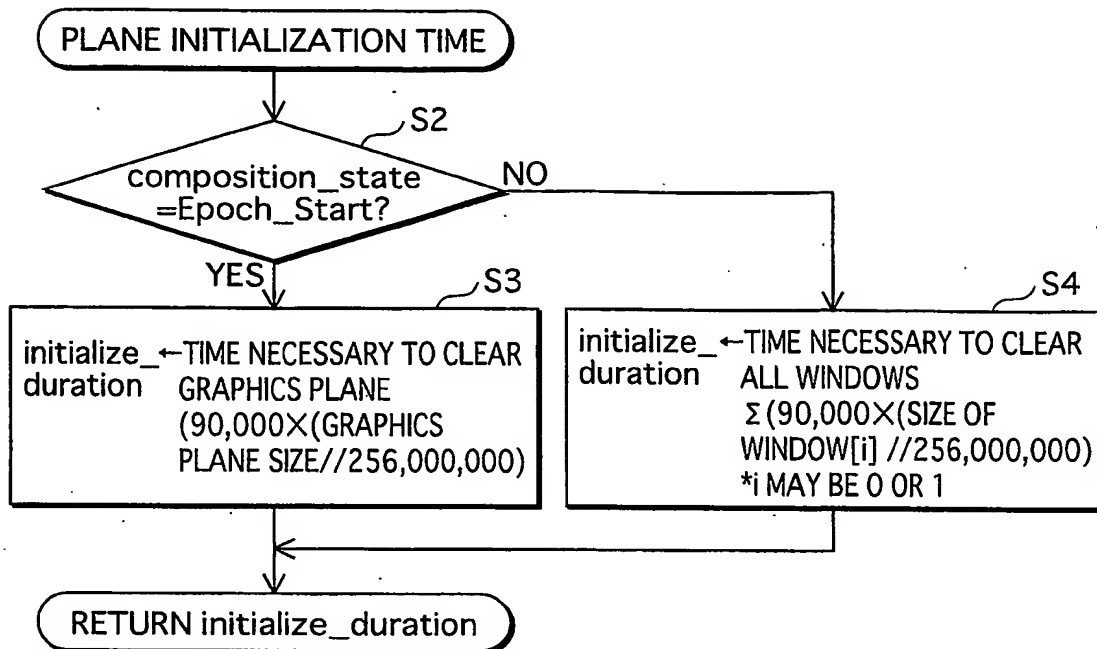 PLANE INITIALIZATION TIME
S2
composition_state
=Epoch_Start?
NO
YES
S3
initialize_ ←TIME NECESSARY TO CLEAR
duration GRAPHICS PLANE
(90,000×(GRAPHICS
PLANE SIZE//256,000,000)
S4
initialize_ ←TIME NECESSARY TO CLEAR
duration ALL WINDOWS
Σ(90,000×(SIZE OF
WINDOW[i] //256,000,000)
*i MAY BE 0 OR 1
RETURN initialize_duration